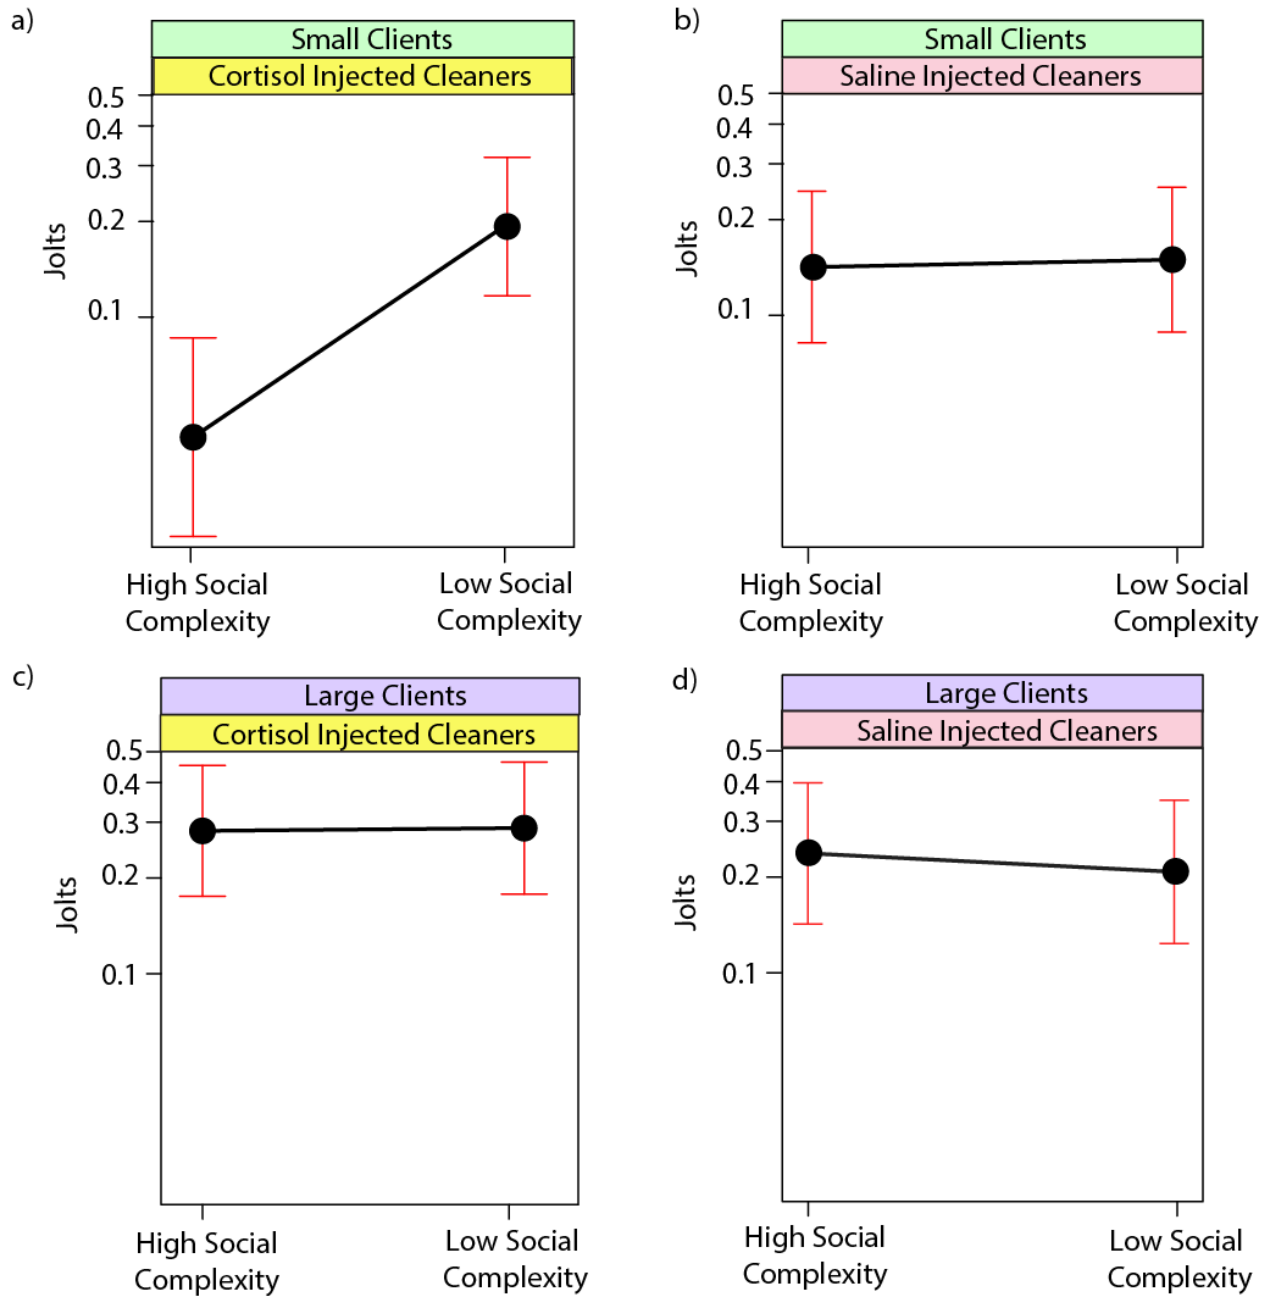 a)
Small Clients
Cortisol Injected Cleaners
0.5
0.4
0.3
0.2
0.1
Jolts
High Social
Complexity
Low Social
Complexity
b)
Small Clients
Saline Injected Cleaners
0.5
0.4
0.3
0.2
0.1
Jolts
High Social
Complexity
Low Social
Complexity
c)
Large Clients
Cortisol Injected Cleaners
0.5
0.4
0.3
0.2
0.1
Jolts
High Social
Complexity
Low Social
Complexity
d)
Large Clients
Saline Injected Cleaners
0.5
0.4
0.3
0.2
0.1
Jolts
High Social
Complexity
Low Social
Complexity